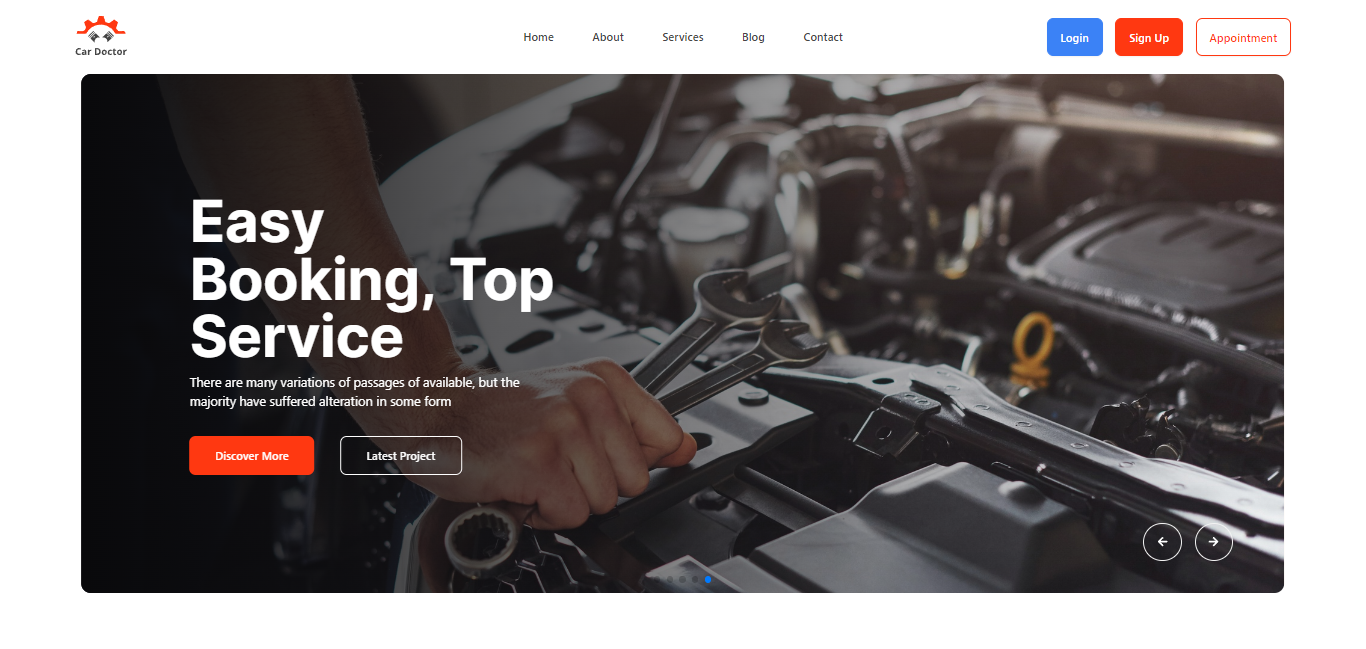 Car Doctor
Home
About
Services
Blog
Contact
Login
Sign Up
Appointment
Easy
Booking, Top
Service
There are many variations of passages of available, but the
majority have suffered alteration in some form
Discover More
Latest Project